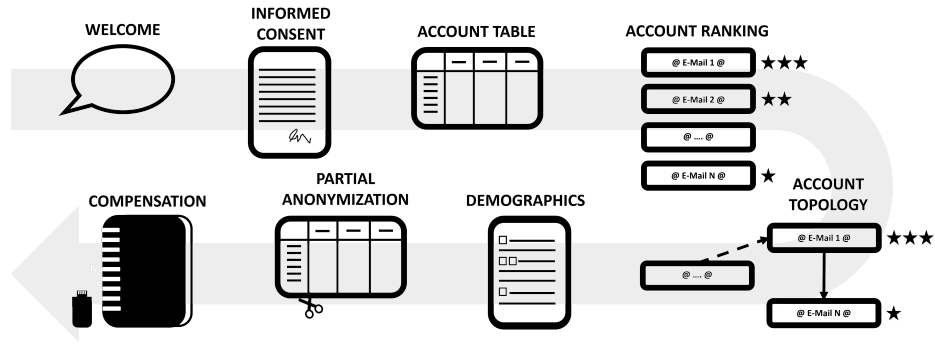 WELCOME
INFORMED
CONSENT
ACCOUNT TABLE
ACCOUNT RANKING
@ E-Mail 1 @
@ E-Mail 2 @
@ .... @
@ E-Mail N @
ACCOUNT
TOPOLOGY
@ E-Mail 1 @
@ .... @
@ E-Mail N @
DEMOGRAPHICS
PARTIAL
ANONYMIZATION
COMPENSATION